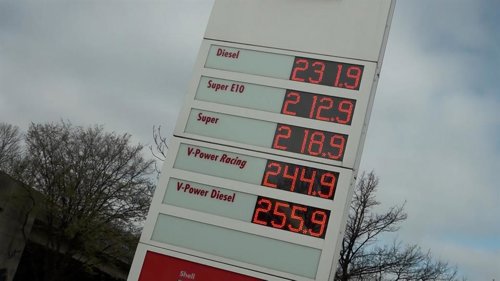 Diesel 231.9
Super E10 212.9
Super 218.9
V-Power Racing 244.9
V-Power Diesel 255.9
Shell